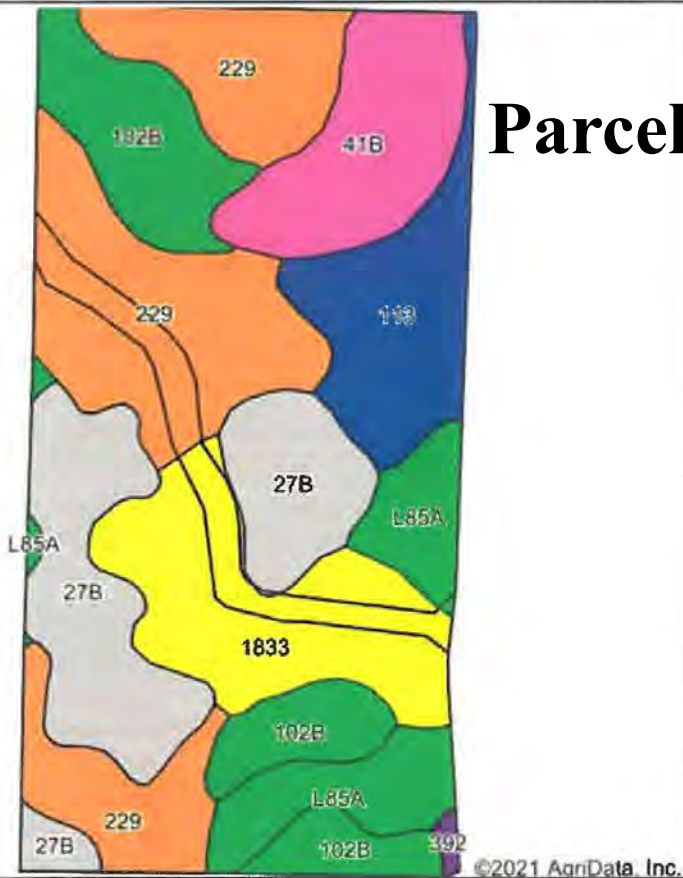 229
Parcel
102B
41B
229
113
27B
L85A
L85A
27B
1833
102B
L85A
229
27B
102B
392
©2021 AgriData, Inc.